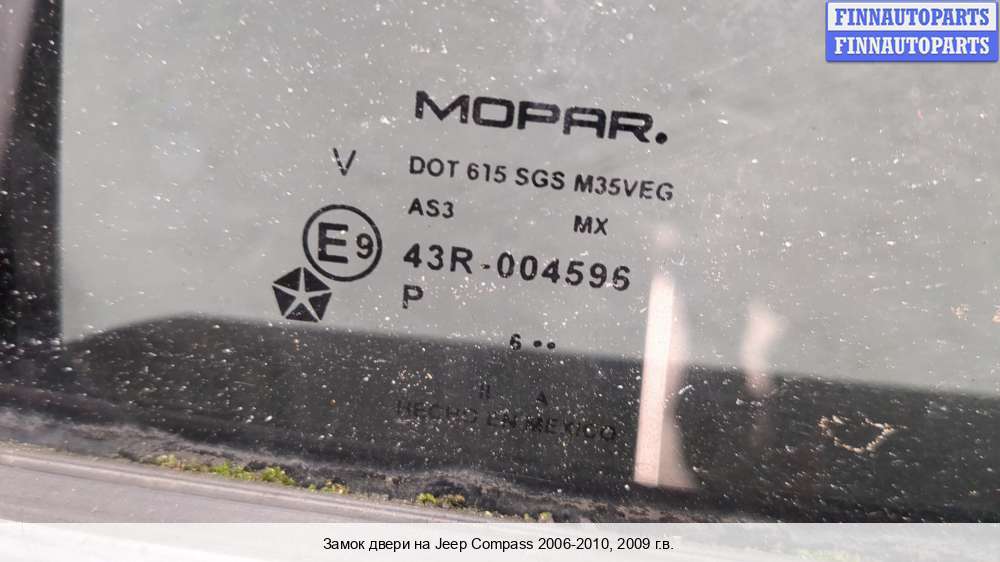 FINNAUTOPARTS
FINNAUTOPARTS
MOPAR.
V DOT 615 SGS M35VEG
AS3 MX
E9 43R-004596
P
6 ••
A
HECHO EN MEXICO
Замок двери на Jeep Compass 2006-2010, 2009 г.в.